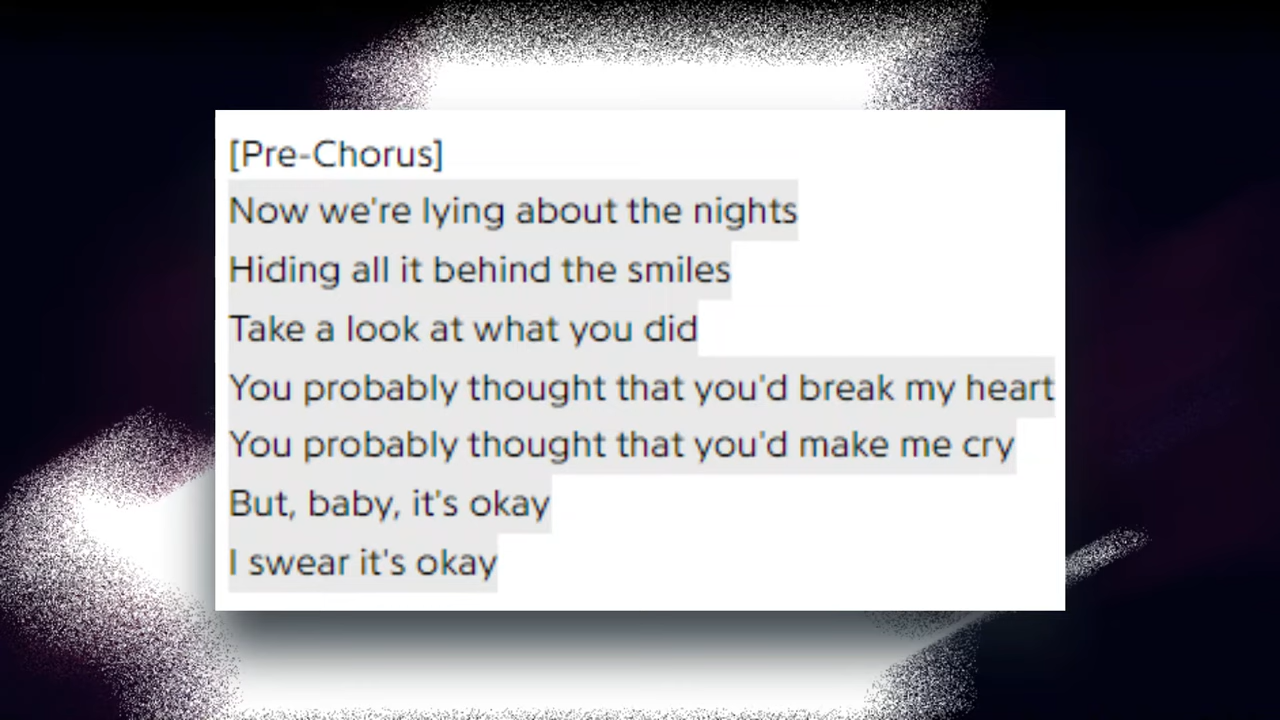 [Pre-Chorus]
Now we're lying about the nights
Hiding all it behind the smiles
Take a look at what you did
You probably thought that you'd break my heart
You probably thought that you'd make me cry
But, baby, it's okay
I swear it's okay